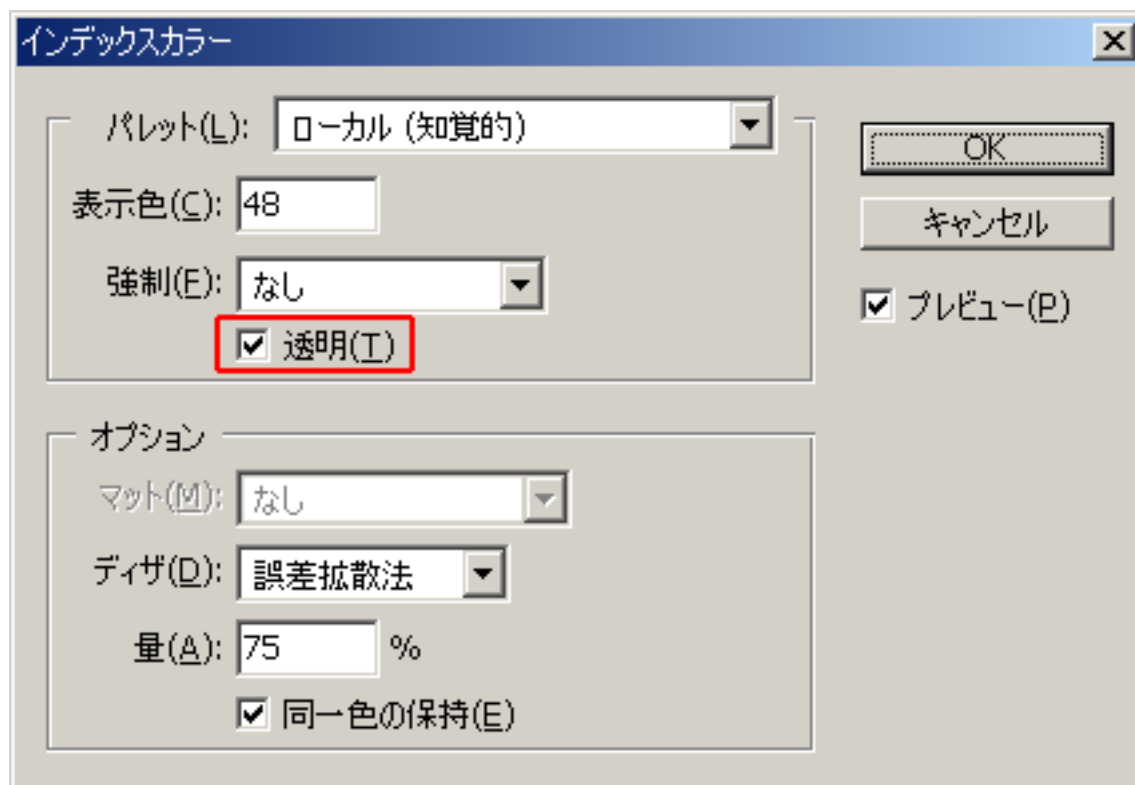 インデックスカラー
パレット(L): ローカル (知覚的)
表示色(C): 48
強制(F): なし
透明(T)
OK
キャンセル
プレビュー(P)
オプション
マット(M): なし
ディザ(D): 誤差拡散法
量(A): 75 %
同一色の保持(E)